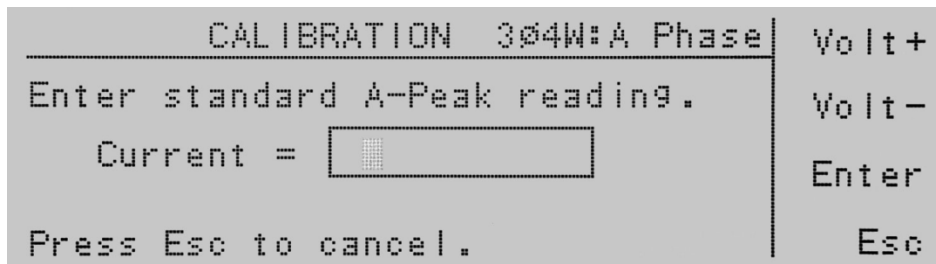 CALIBRATION 3ø4W:A Phase
Enter standard A-Peak reading.
Current =
Press Esc to cancel.
Volt+
Volt-
Enter
Esc